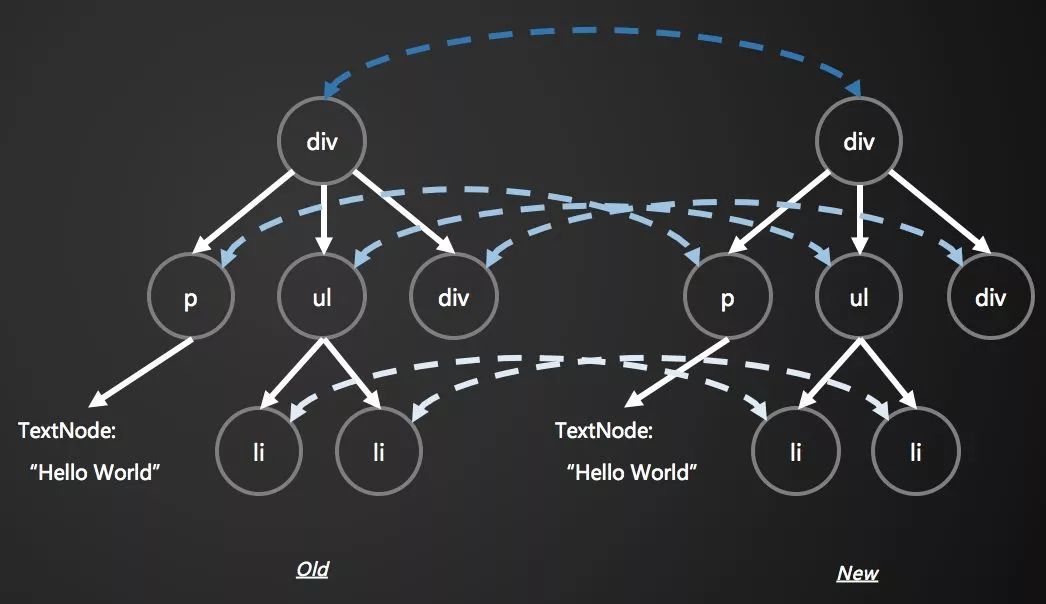 div
div
p
ul
div
p
ul
div
TextNode:
“Hello World”
li
li
TextNode:
“Hello World”
li
li
Old
New